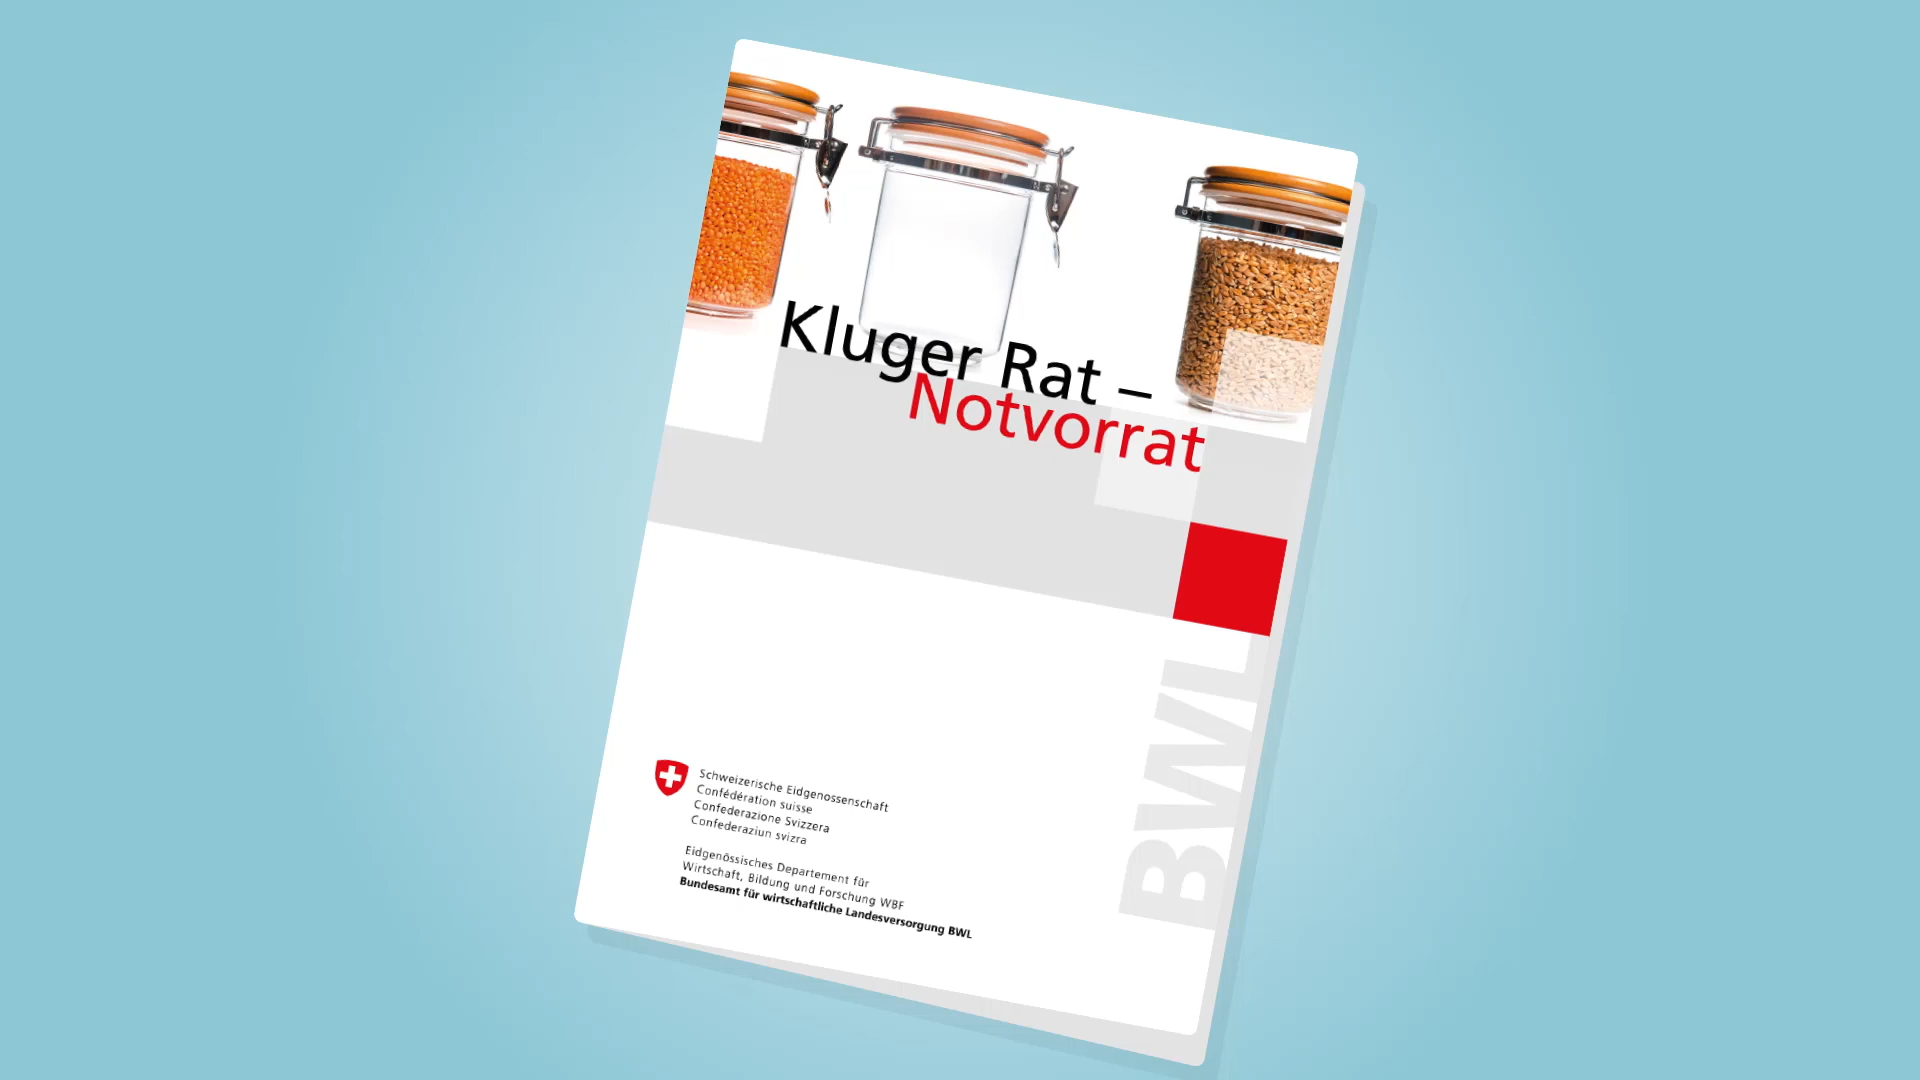 Kluger Rat –
Notvorrat
BWL
Schweizerische Eidgenossenschaft
Confédération suisse
Confederazione Svizzera
Confederaziun svizra
Eidgenössisches Departement für
Wirtschaft, Bildung und Forschung WBF
Bundesamt für wirtschaftliche Landesversorgung BWL